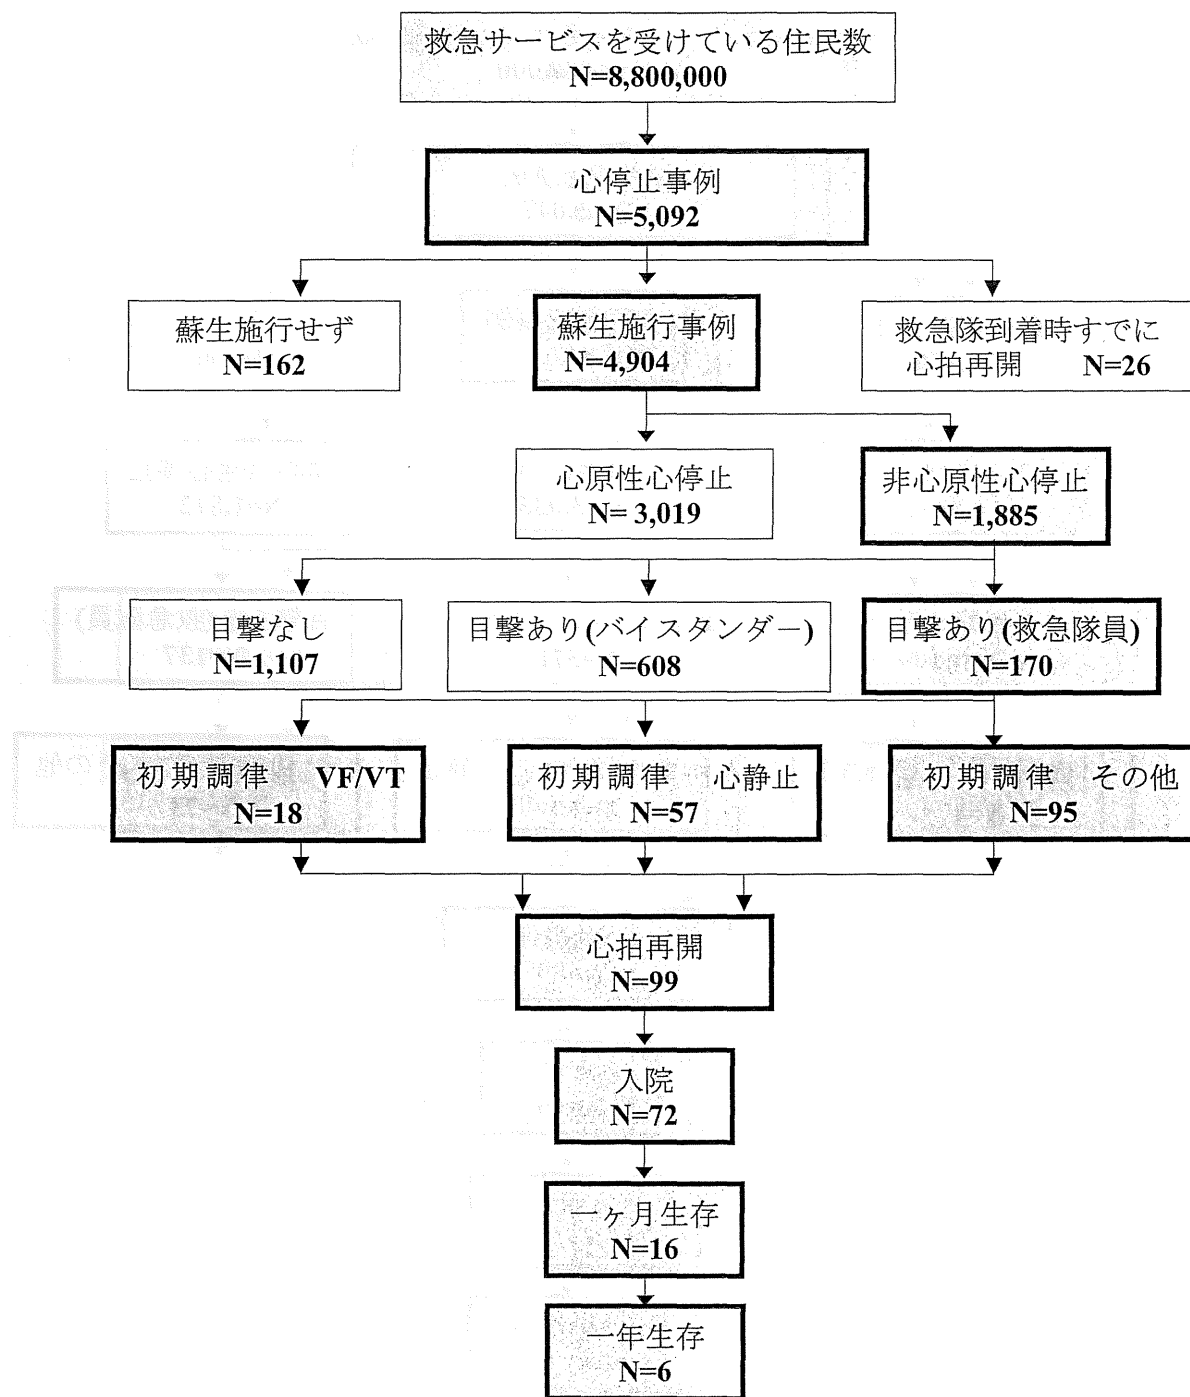 救急サービスを受けている住民数
N=8,800,000
心停止事例
N=5,092
蘇生施行せず
N=162
蘇生施行事例
N=4,904
救急隊到着時すでに
心拍再開 N=26
心原性心停止
N= 3,019
非心原性心停止
N=1,885
目撃なし
N=1,107
目撃あり(バイスタンダー)
N=608
目撃あり(救急隊員)
N=170
初期調律 VF/VT
N=18
初期調律 心静止
N=57
初期調律 その他
N=95
心拍再開
N=99
入院
N=72
一ヶ月生存
N=16
一年生存
N=6